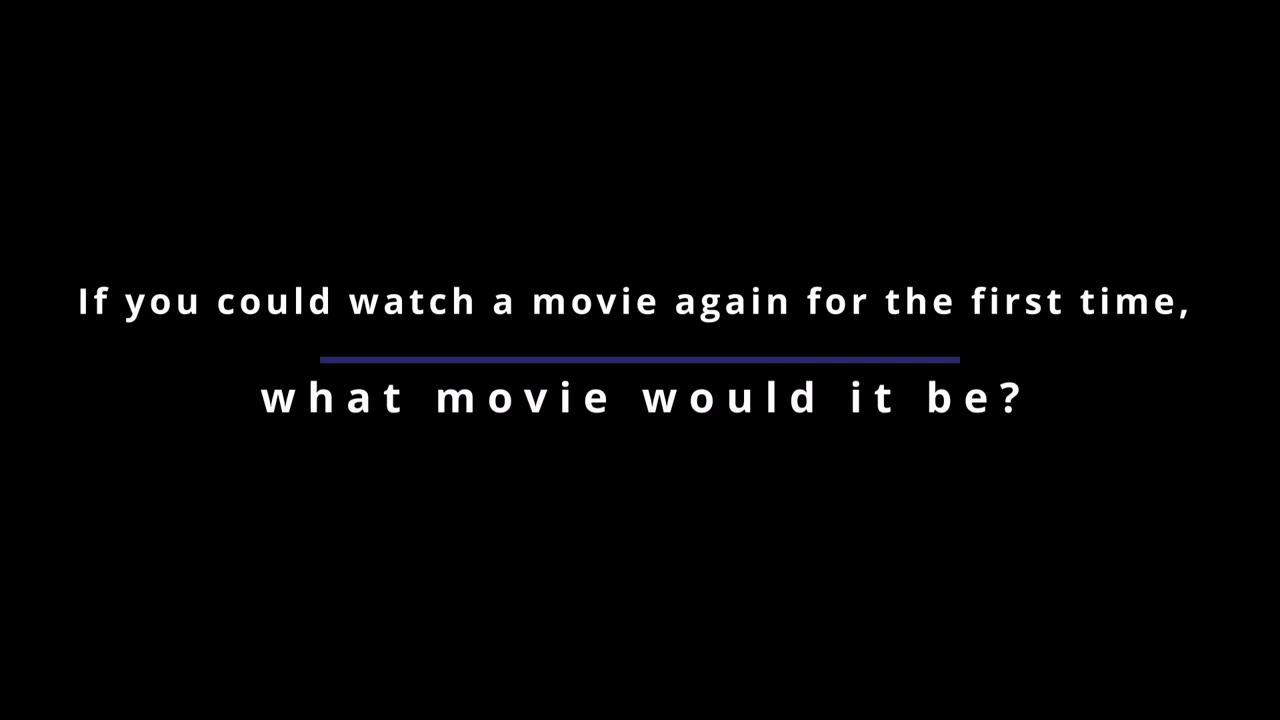 If you could watch a movie again for the first time,
what movie would it be?